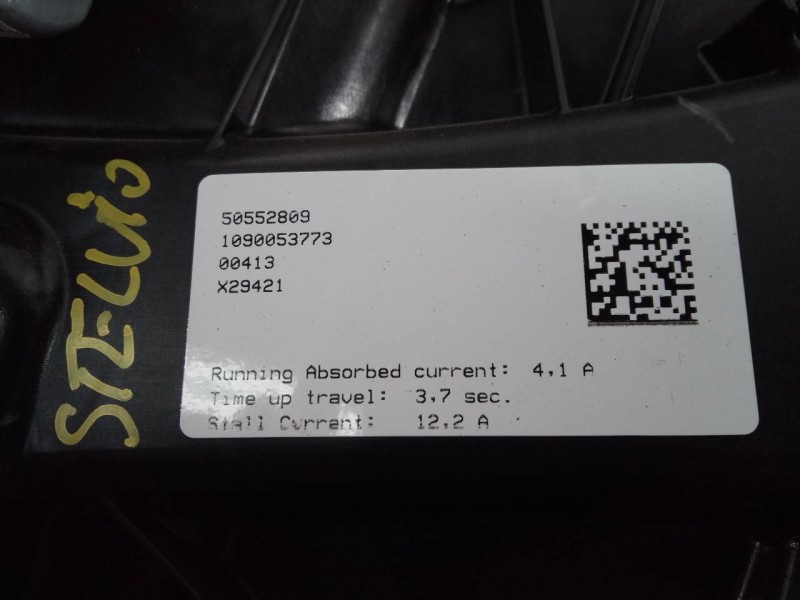 STELVIO
50552809
1090053773
00413
X29421
Running Absorbed current: 4,1 A
Time up travel: 3,7 sec.
Stall Current: 12,2 A